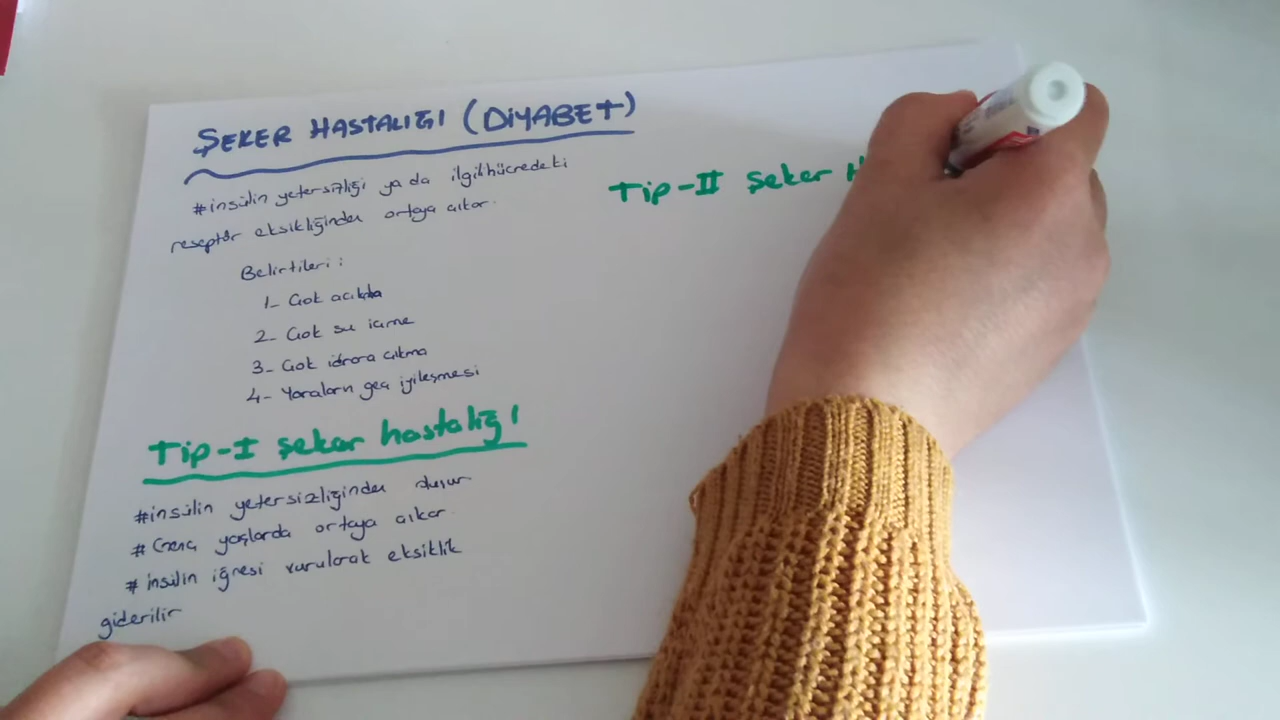 ŞEKER HASTALIĞI (DİYABET)
#insülin yetersizliği ya da ilgili hücredeki
reseptör eksikliğinden ortaya çıkar.
Belirtileri:
1- Çok acıkma
2- Çok su içme
3- Çok idrara çıkma
4- Yaraların geç iyileşmesi
Tip-I şeker hastalığı
#insülin yetersizliğinden oluşur.
# Genç yaşlarda ortaya çıkar.
# insülin iğnesi vurularak eksiklik
giderilir
Tip-II şeker H